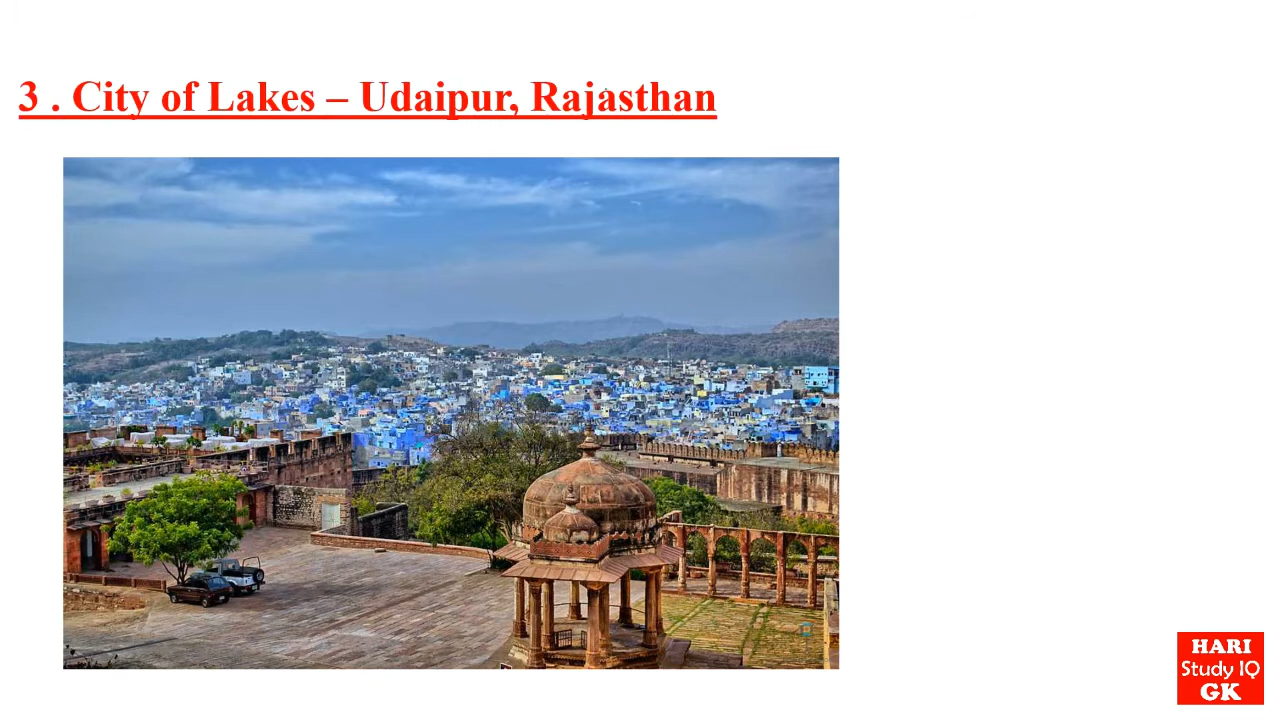 3 . City of Lakes – Udaipur, Rajasthan
HARI
Study IQ
GK